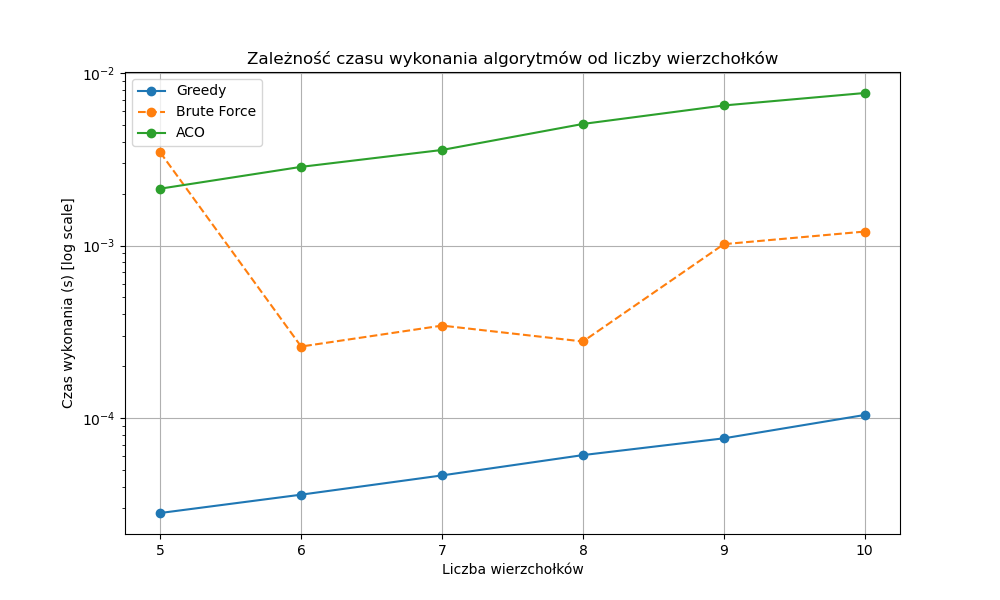 Zależność czasu wykonania algorytmów od liczby wierzchołków
Greedy
Brute Force
ACO
Czas wykonania (s) [log scale]
10⁻²
10⁻³
10⁻⁴
5 6 7 8 9 10
Liczba wierzchołków